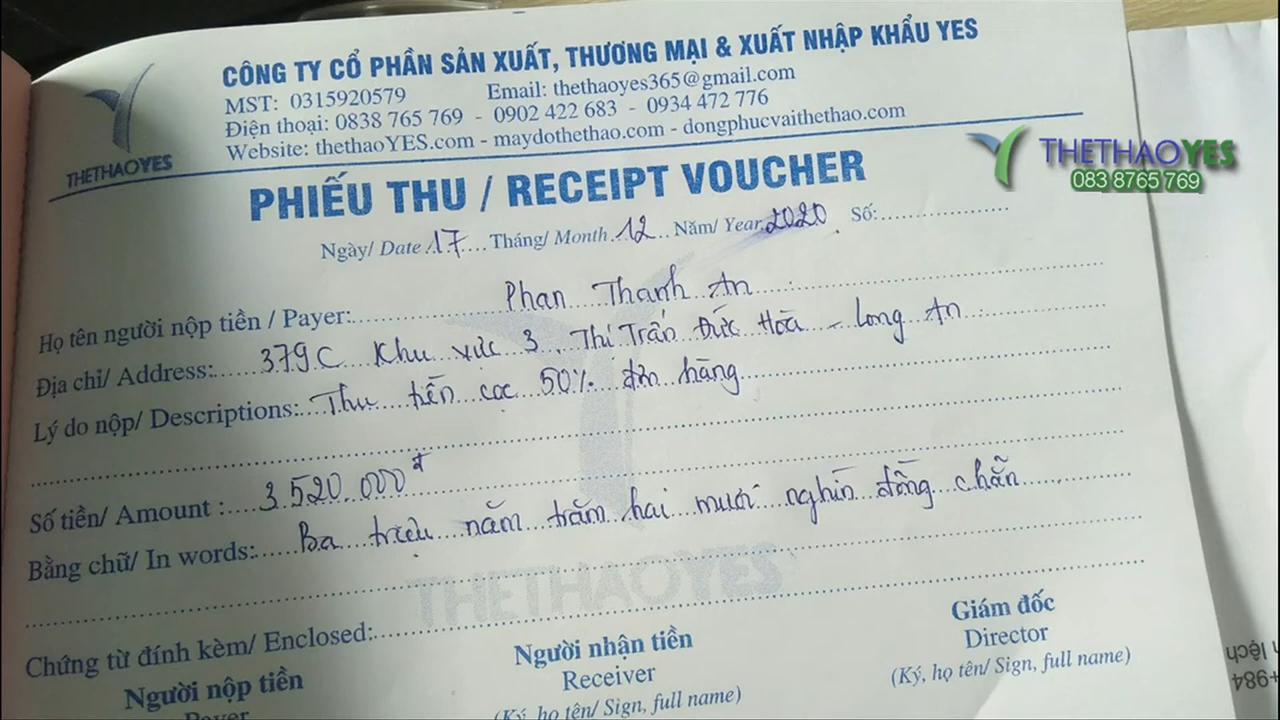 CÔNG TY CỔ PHẦN SẢN XUẤT, THƯƠNG MẠI & XUẤT NHẬP KHẨU YES
MST: 0315920579 Email: thethaoyes365@gmail.com
Điện thoại: 0838 765 769 - 0902 422 683 - 0934 472 776
Website: thethaoYES.com - maydothethao.com - dongphucvaithethao.com
THETHAOYES
THETHAOYES
083 8765 769
PHIẾU THU / RECEIPT VOUCHER
Ngày/ Date 17 Tháng/ Month 12 Năm/ Year 2020 Số:
Họ tên người nộp tiền / Payer: Phan Thanh An
Địa chỉ/ Address: 379C Khu vực 3, Thị Trấn Đức Hòa - Long An
Lý do nộp/ Descriptions: Thu tiền cọc 50% đơn hàng
Số tiền/ Amount : 3.520.000đ
Bằng chữ/ In words: Ba triệu năm trăm hai mươi nghìn đồng chẵn
THETHAOYES
Chứng từ đính kèm/ Enclosed:
Người nộp tiền Người nhận tiền Giám đốc
Payer Receiver Director
(Ký, họ tên/ Sign, full name) (Ký, họ tên/ Sign, full name)
lệch
+984